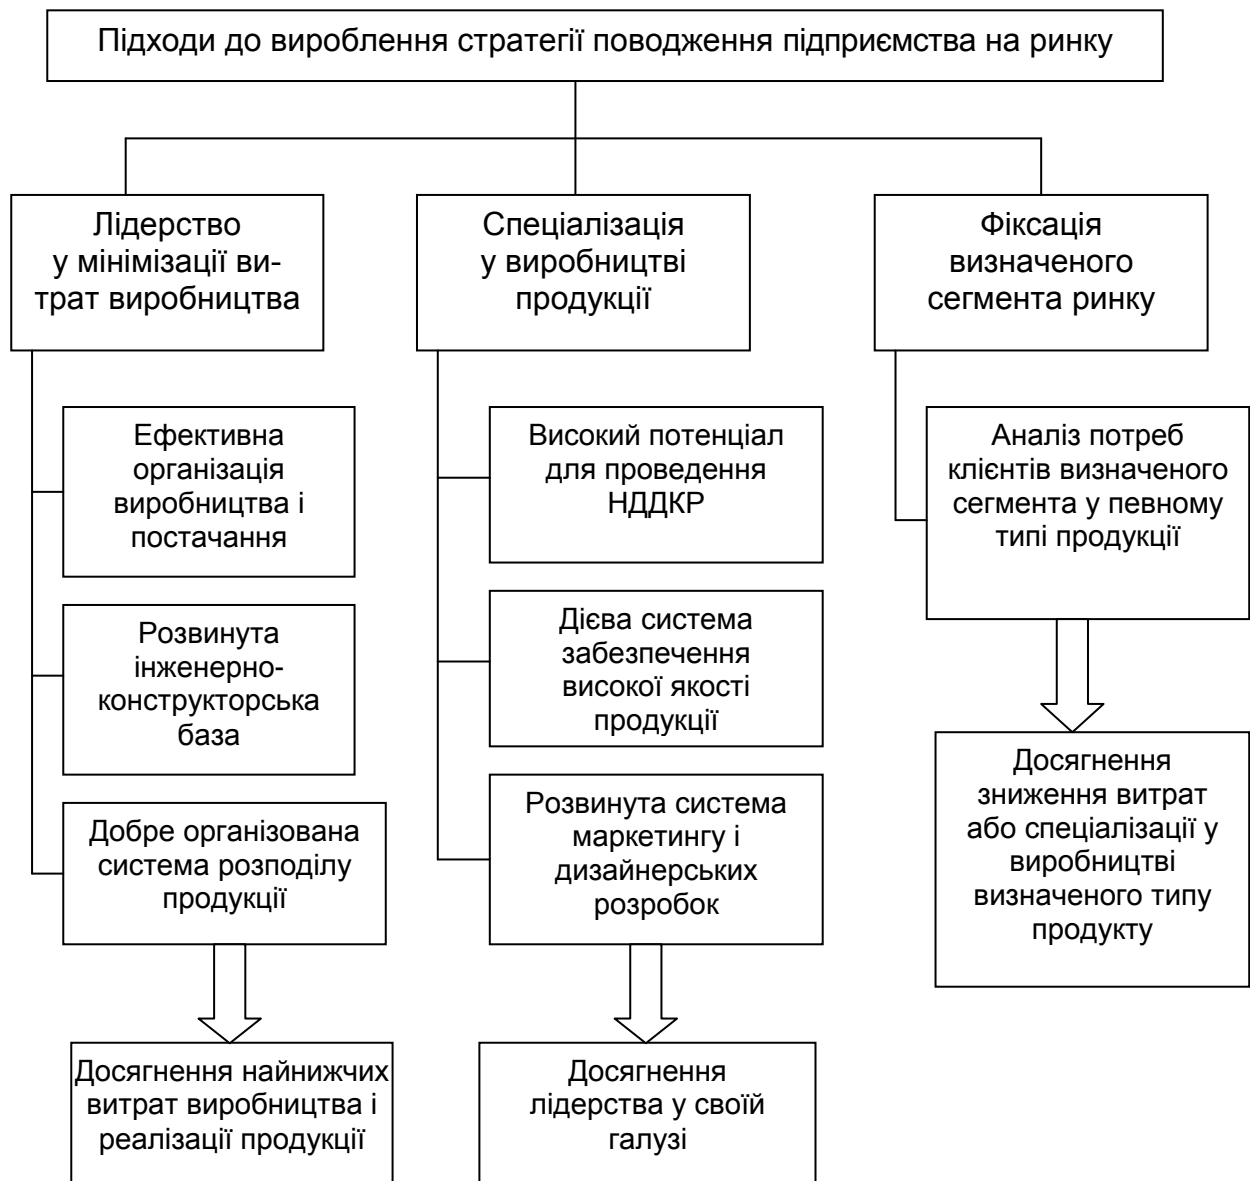 Підходи до вироблення стратегії поводження підприємства на ринку
Лідерство
у мінімізації ви-
трат виробництва
Спеціалізація
у виробництві
продукції
Фіксація
визначеного
сегмента ринку
Ефективна
організація
виробництва і
постачання
Розвинута
інженерно-
конструкторська
база
Добре організована
система розподілу
продукції
Досягнення найнижчих
витрат виробництва і
реалізації продукції
Високий потенціал
для проведення
НДДКР
Дієва система
забезпечення
високої якості
продукції
Розвинута система
маркетингу і
дизайнерських
розробок
Досягнення
лідерства у своїй
галузі
Аналіз потреб
клієнтів визначеного
сегмента у певному
типі продукції
Досягнення
зниження витрат
або спеціалізації у
виробництві
визначеного типу
продукту